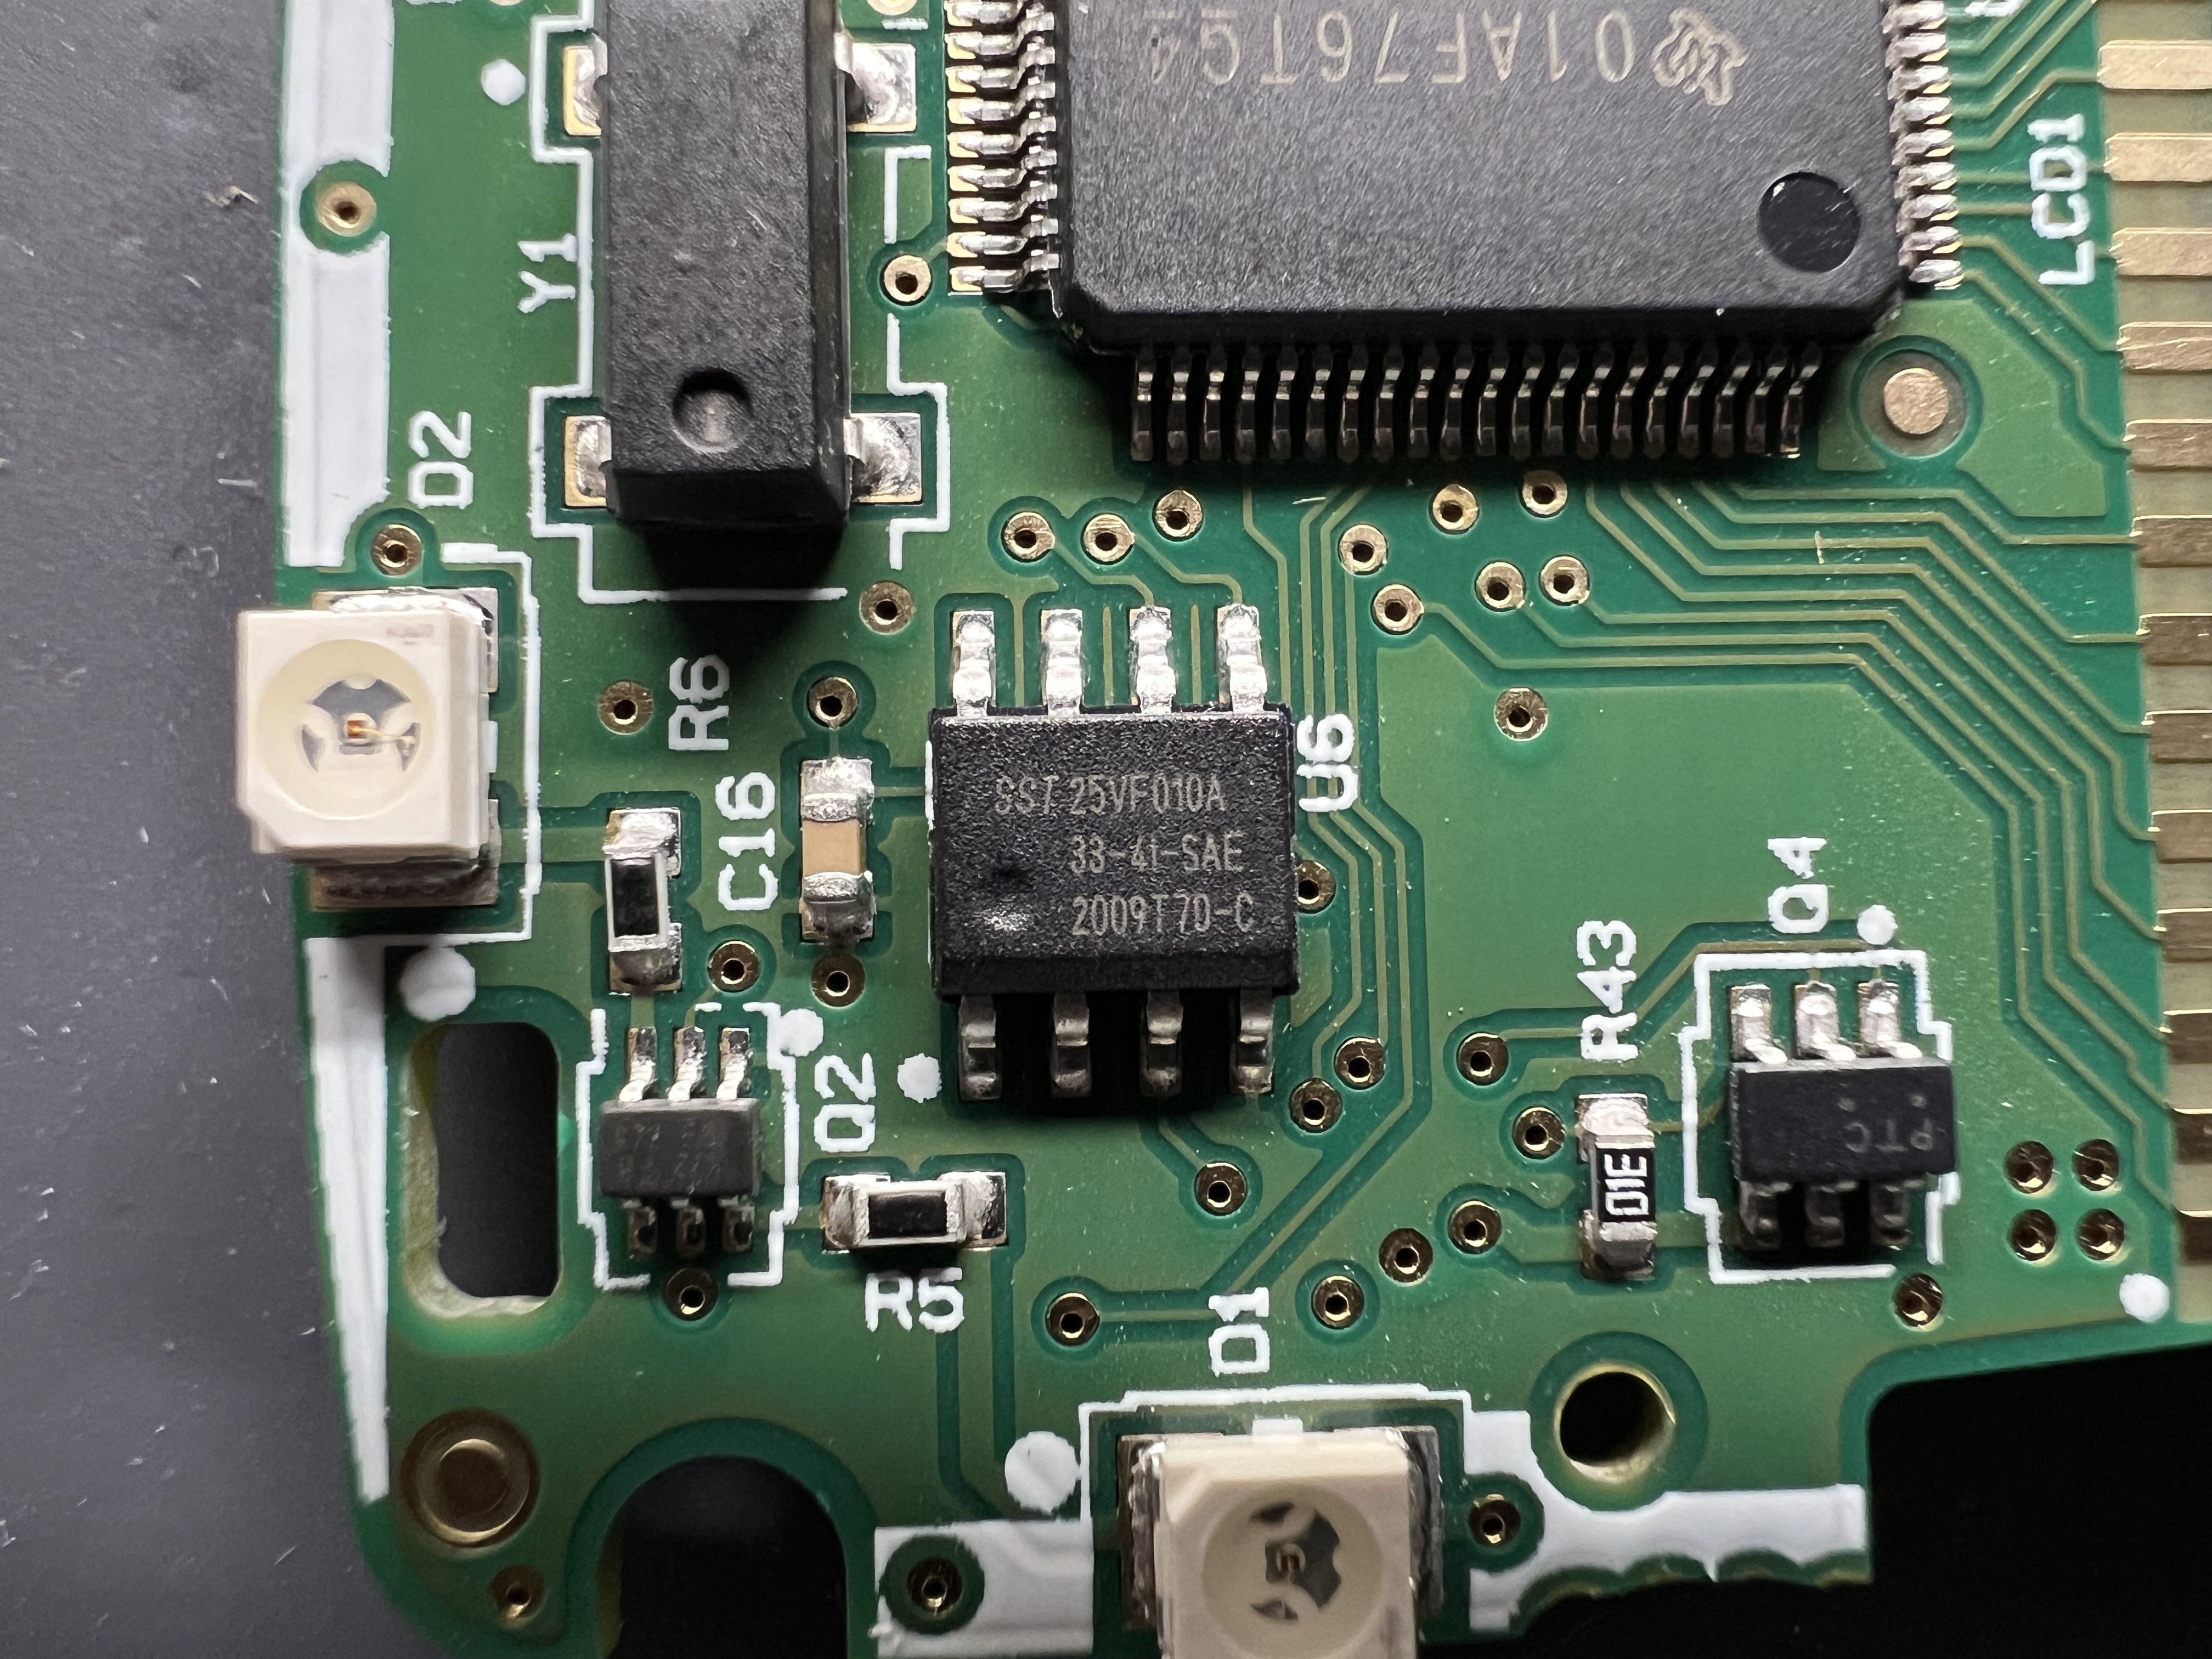 D2
Y1
R6
C16
Q2
R5
SST 25VF010A
33-4I-SAE
2009T70-C
D1
U6
01AF76TG4
01E
R43
Q4
PTC
LCD1